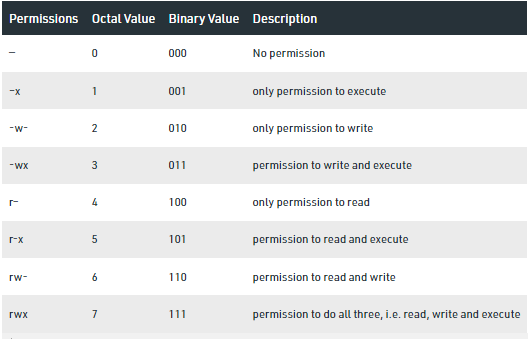 Permissions Octal Value Binary Value Description
— 0 000 No permission
–x 1 001 only permission to execute
-w- 2 010 only permission to write
-wx 3 011 permission to write and execute
r– 4 100 only permission to read
r-x 5 101 permission to read and execute
rw- 6 110 permission to read and write
rwx 7 111 permission to do all three, i.e. read, write and execute